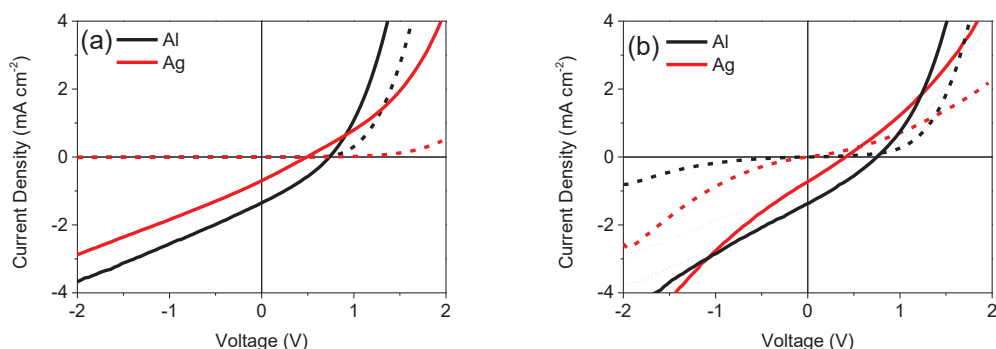 (a)
Al
Ag
Current Density (mA cm⁻²)
4
2
0
-2
-4
-2
-1
0
1
2
Voltage (V)
(b)
Al
Ag
Current Density (mA cm⁻²)
4
2
0
-2
-4
-2
-1
0
1
2
Voltage (V)